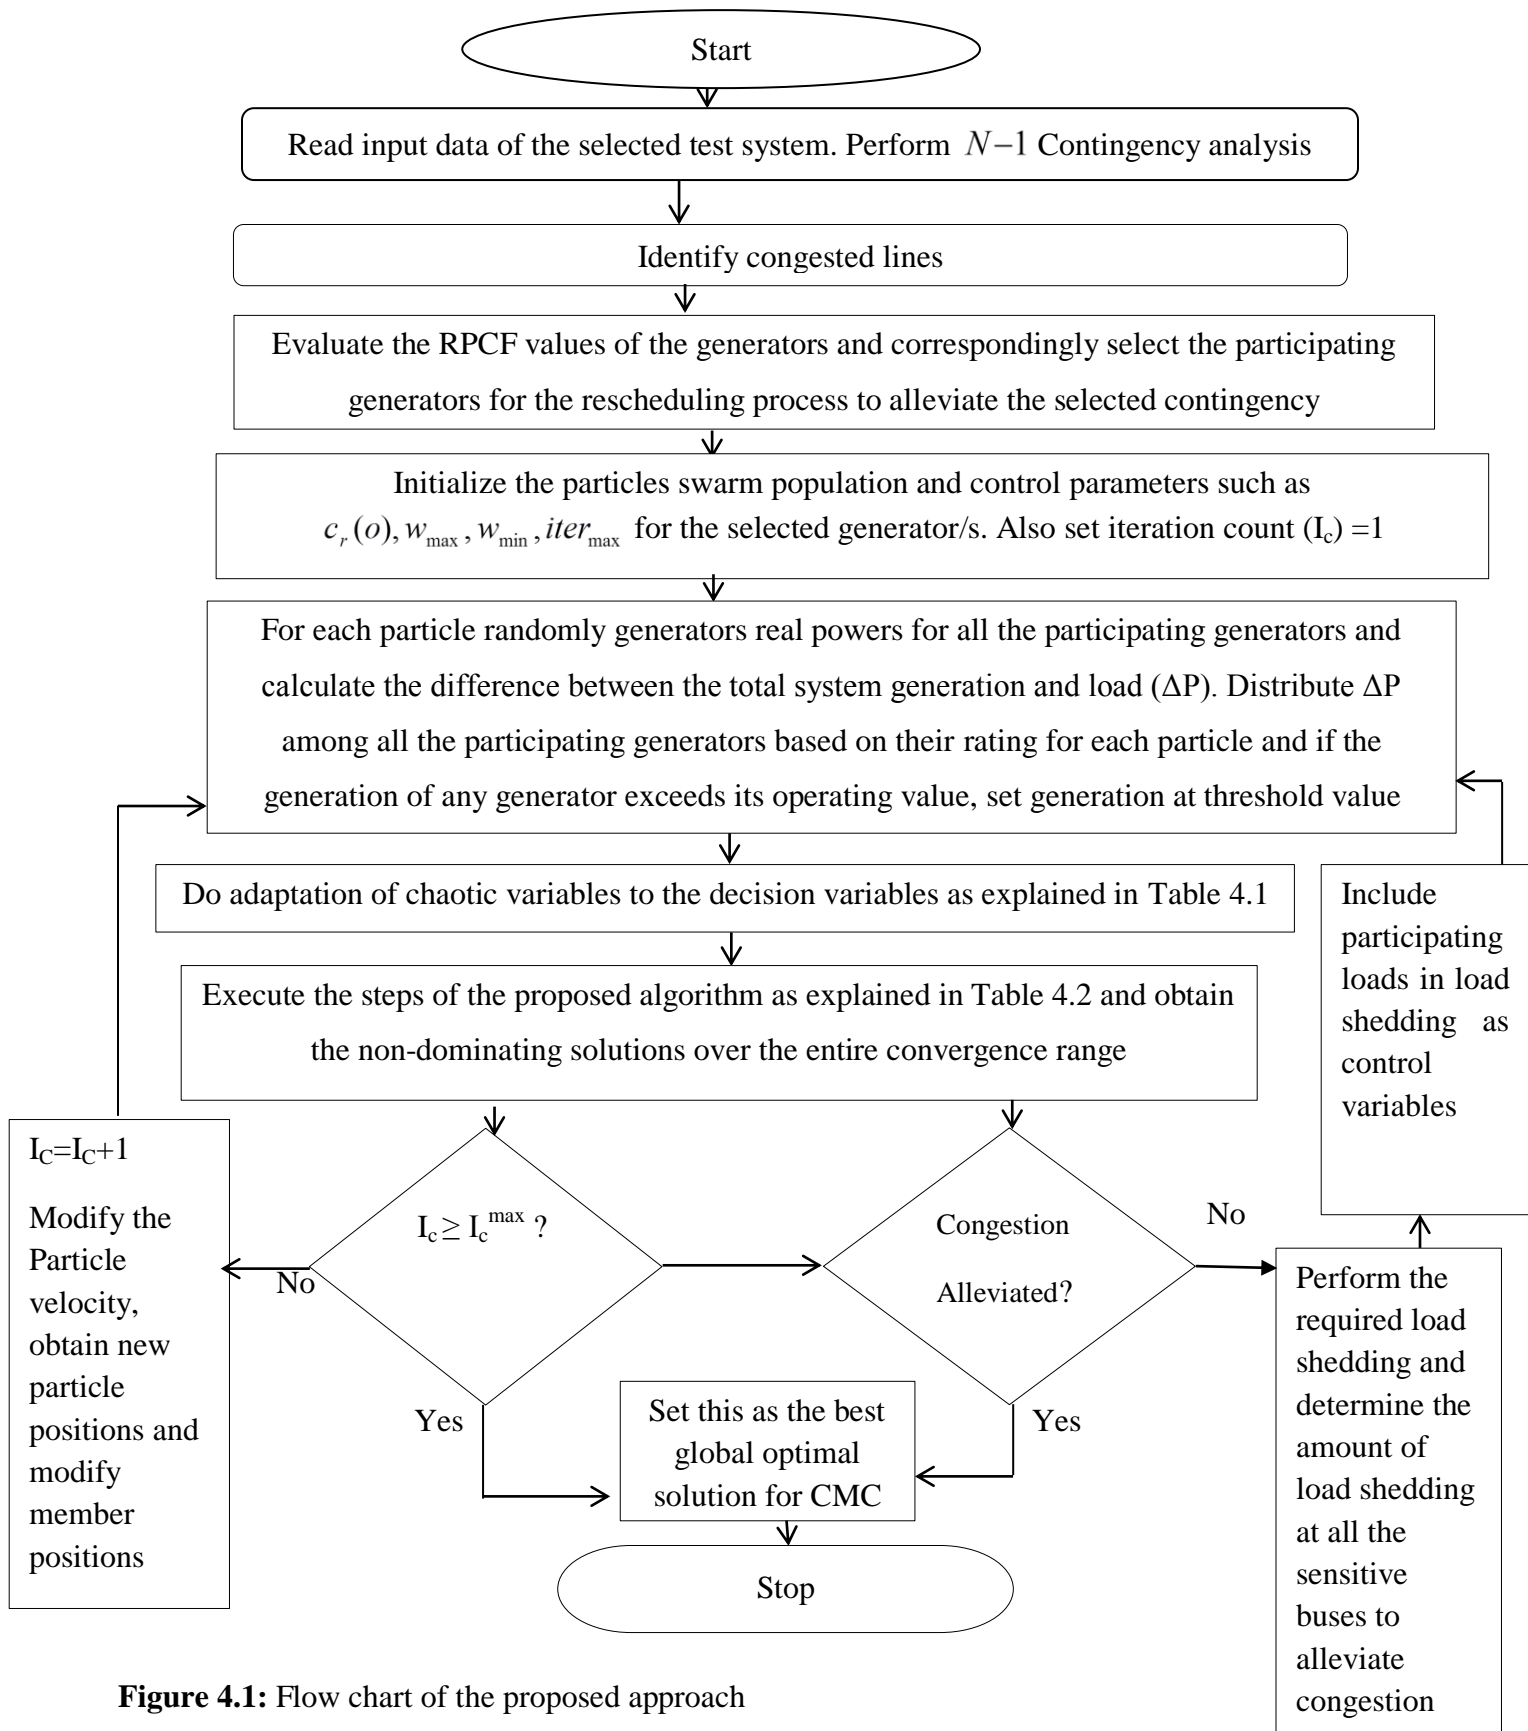 Start
Read input data of the selected test system. Perform N−1 Contingency analysis
Identify congested lines
Evaluate the RPCF values of the generators and correspondingly select the participating
generators for the rescheduling process to alleviate the selected contingency
Initialize the particles swarm population and control parameters such as
c_r(o), w_max, w_min, iter_max for the selected generator/s. Also set iteration count (I_c) =1
For each particle randomly generators real powers for all the participating generators and
calculate the difference between the total system generation and load (ΔP). Distribute ΔP
among all the participating generators based on their rating for each particle and if the
generation of any generator exceeds its operating value, set generation at threshold value
Do adaptation of chaotic variables to the decision variables as explained in Table 4.1
Execute the steps of the proposed algorithm as explained in Table 4.2 and obtain
the non-dominating solutions over the entire convergence range
Include
participating
loads in load
shedding as
control
variables
I_C=I_C+1
Modify the
Particle
velocity,
obtain new
particle
positions and
modify
member
positions
I_c ≥ I_c^max ?
No
Yes
Congestion
Alleviated?
No
Yes
Set this as the best
global optimal
solution for CMC
Perform the
required load
shedding and
determine the
amount of
load shedding
at all the
sensitive
buses to
alleviate
congestion
Stop
Figure 4.1: Flow chart of the proposed approach